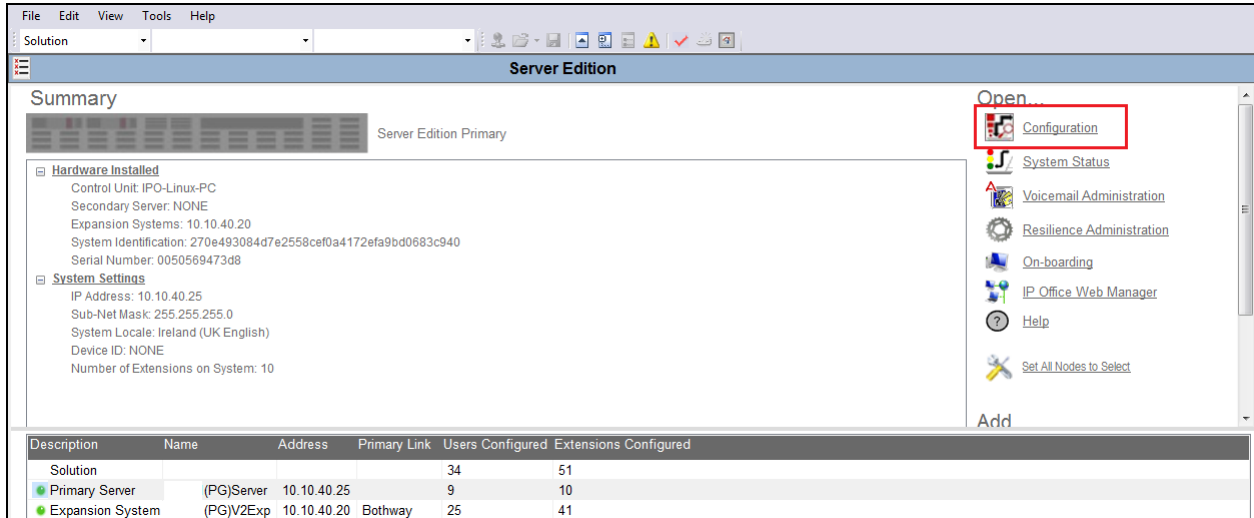 File Edit View Tools Help
Solution
Server Edition
Summary
Server Edition Primary
Hardware Installed
Control Unit: IPO-Linux-PC
Secondary Server: NONE
Expansion Systems: 10.10.40.20
System Identification: 270e493084d7e2558cef0a4172efa9bd0683c940
Serial Number: 0050569473d8
System Settings
IP Address: 10.10.40.25
Sub-Net Mask: 255.255.255.0
System Locale: Ireland (UK English)
Device ID: NONE
Number of Extensions on System: 10
Open...
Configuration
System Status
Voicemail Administration
Resilience Administration
On-boarding
IP Office Web Manager
Help
Set All Nodes to Select
Add
Description Name Address Primary Link Users Configured Extensions Configured
Solution 34 51
Primary Server (PG)Server 10.10.40.25 9 10
Expansion System (PG)V2Exp 10.10.40.20 Bothway 25 41